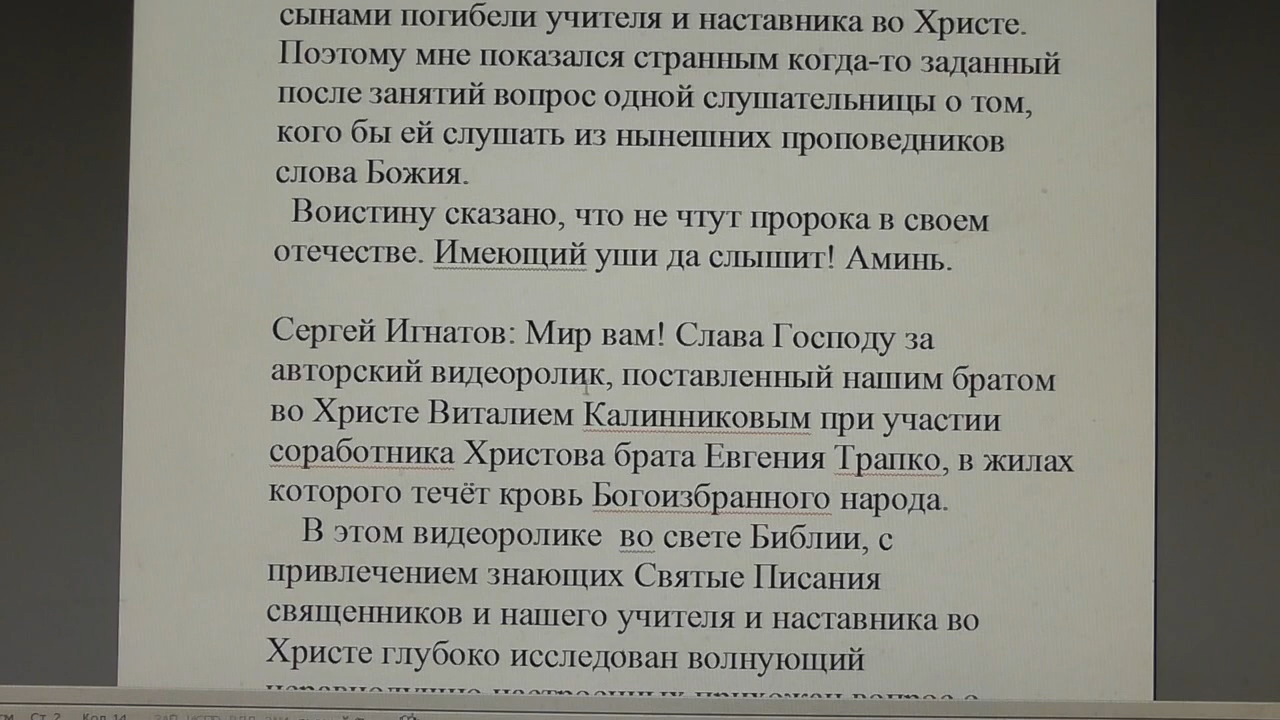 сынами погибели учителя и наставника во Христе.
Поэтому мне показался странным когда-то заданный
после занятий вопрос одной слушательницы о том,
кого бы ей слушать из нынешних проповедников
слова Божия.
Воистину сказано, что не чтут пророка в своем
отечестве. Имеющий уши да слышит! Аминь.
Сергей Игнатов: Мир вам! Слава Господу за
авторский видеоролик, поставленный нашим братом
во Христе Виталием Калинниковым при участии
соработника Христова брата Евгения Трапко, в жилах
которого течёт кровь Богоизбранного народа.
В этом видеоролике во свете Библии, с
привлечением знающих Святые Писания
священников и нашего учителя и наставника во
Христе глубоко исследован волнующий